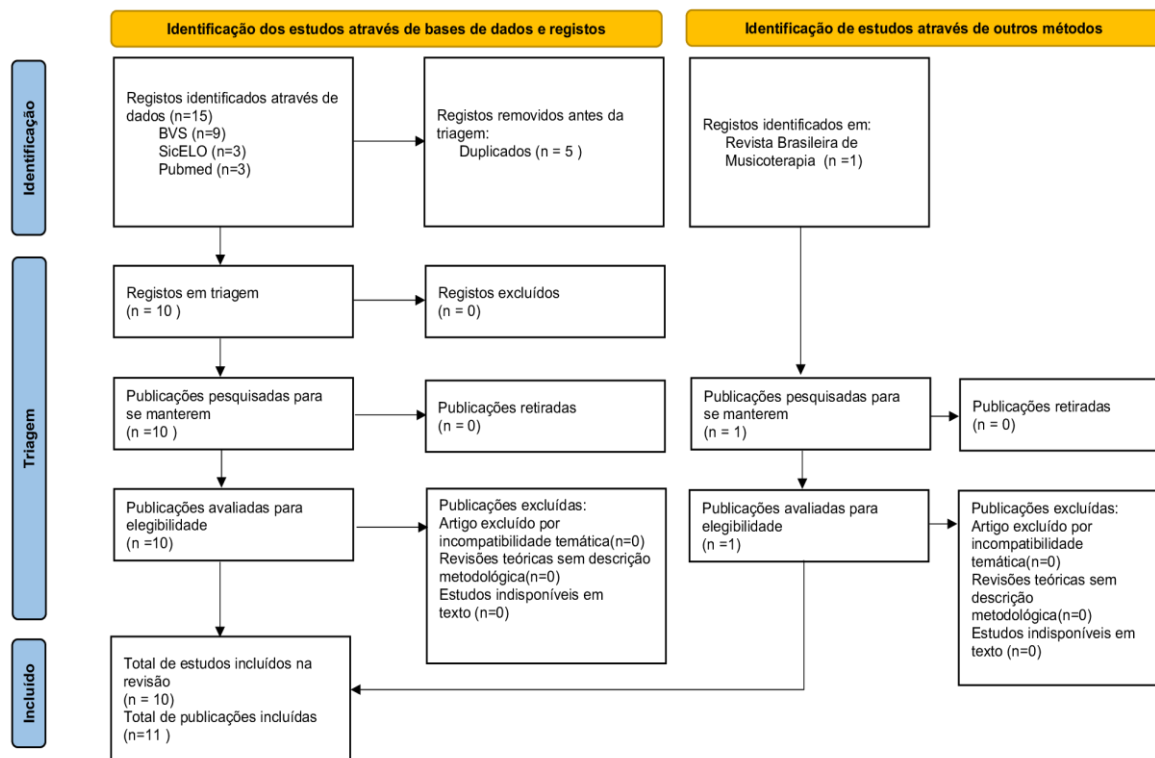 Identificação dos estudos através de bases de dados e registos
Identificação de estudos através de outros métodos
Identificação
Registos identificados através de
dados (n=15)
BVS (n=9)
SicELO (n=3)
Pubmed (n=3)
Registos removidos antes da
triagem:
Duplicados (n = 5 )
Registos identificados em:
Revista Brasileira de
Musicoterapia (n =1)
Triagem
Registos em triagem
(n = 10 )
Registos excluídos
(n = 0)
Publicações pesquisadas para
se manterem
(n =10 )
Publicações retiradas
(n = 0)
Publicações pesquisadas para
se manterem
(n = 1)
Publicações retiradas
(n = 0)
Publicações avaliadas para
elegibilidade
(n =10)
Publicações excluídas:
Artigo excluído por
incompatibilidade temática(n=0)
Revisões teóricas sem descrição
metodológica(n=0)
Estudos indisponíveis em
texto (n=0)
Publicações avaliadas para
elegibilidade
(n =1)
Publicações excluídas:
Artigo excluído por
incompatibilidade
temática(n=0)
Revisões teóricas sem
descrição
metodológica(n=0)
Estudos indisponíveis em
texto (n=0)
Incluído
Total de estudos incluídos na
revisão
(n = 10)
Total de publicações incluídas
(n=11 )